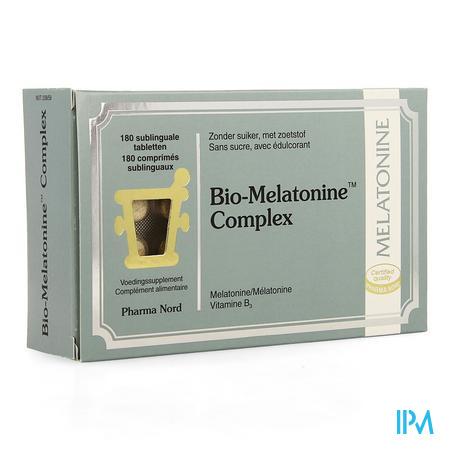 Bio-Melatonine™ Complex
180 sublinguale
tabletten
180 comprimés
sublinguaux
Zonder suiker, met zoetstof
Sans sucre, avec édulcorant
Bio-Melatonine™
Complex
Voedingssupplement
Complément alimentaire
Pharma Nord
Melatonine/Mélatonine
Vitamine B3
MELATONINE
Certified
quality
IPM